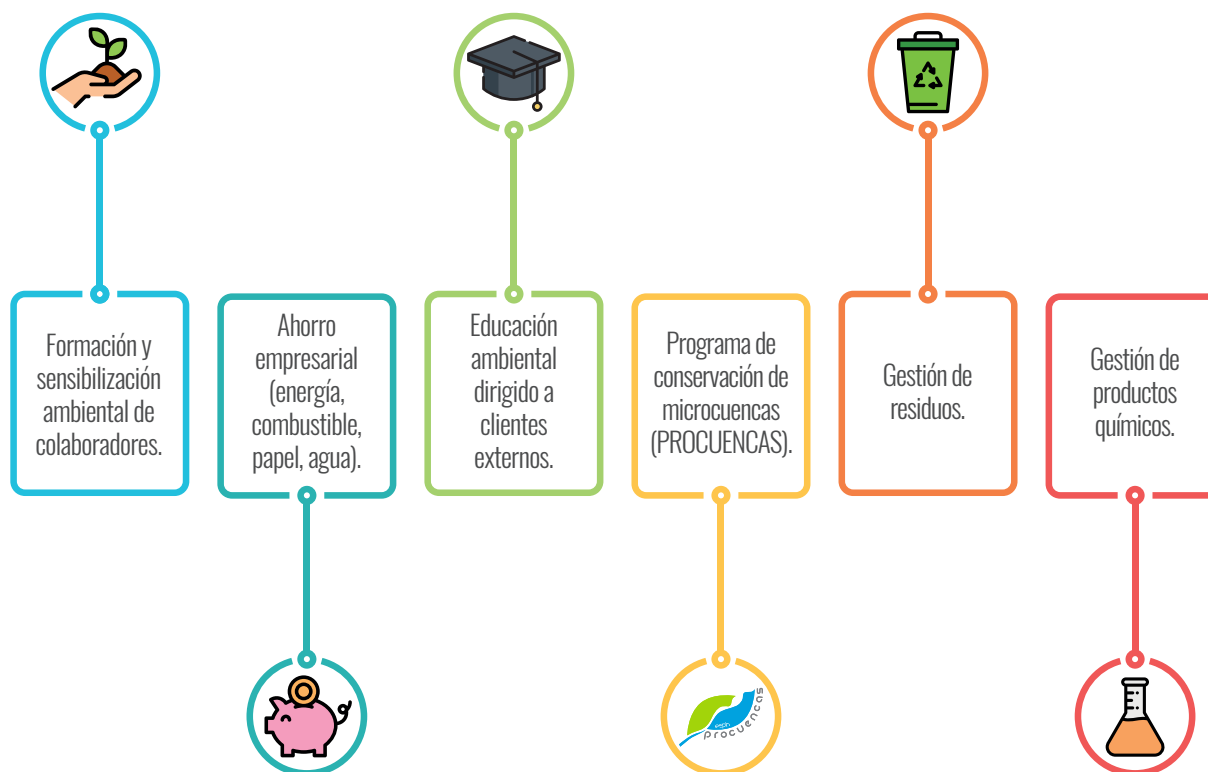 Formación y
sensibilización
ambiental de
colaboradores.
Ahorro
empresarial
(energía,
combustible,
papel, agua).
Educación
ambiental
dirigido a
clientes
externos.
Programa de
conservación de
microcuencas
(PROCUENCAS).
Gestión de
residuos.
Gestión de
productos
químicos.
esph
procuencas